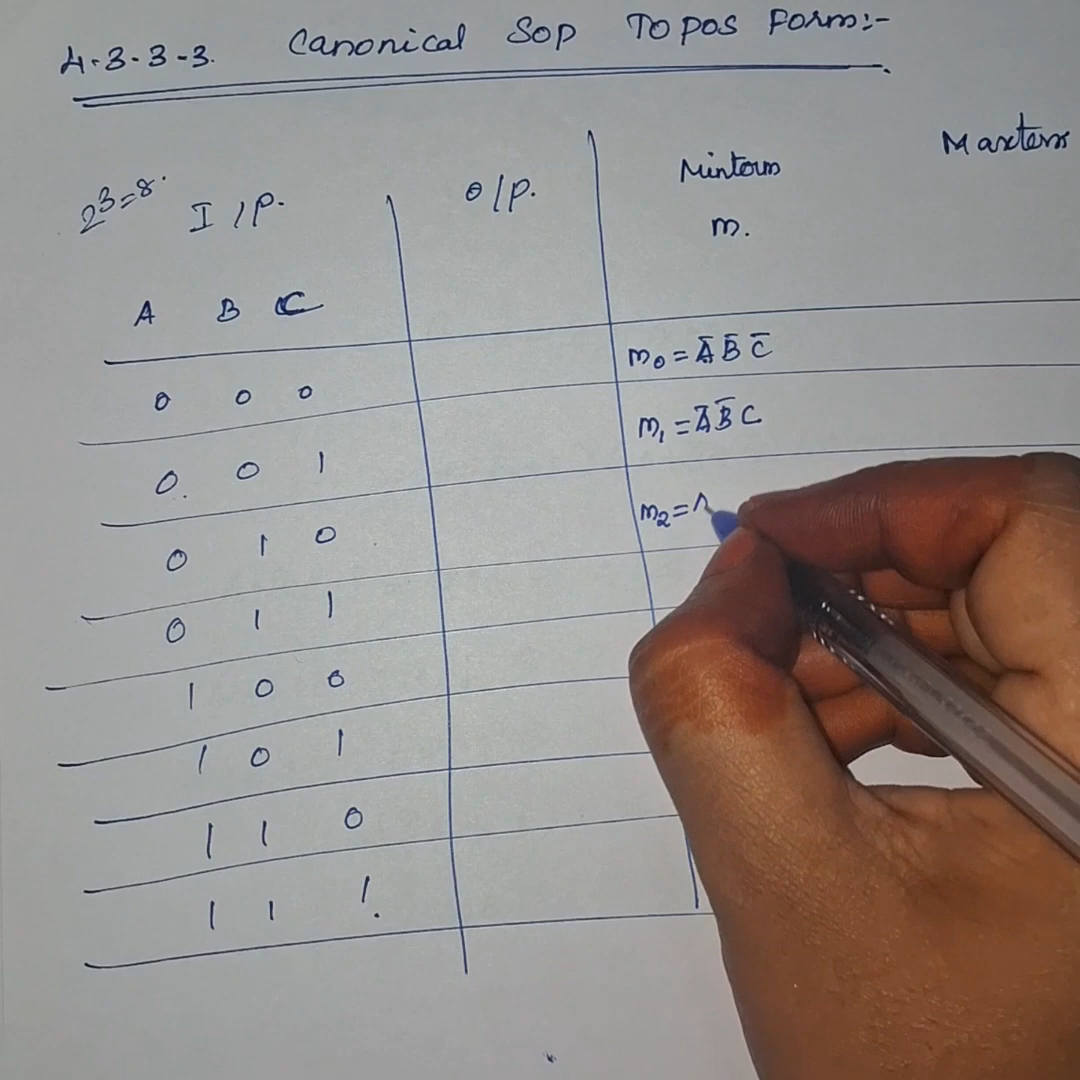 4.3.3-3. Canonical SOP TO POS Form:-
Minterm Maxterm
2³=8. I/P. O/P. m.
A B C
0 0 0 m₀ = A̅ B̅ C̅
0. 0 1 m₁ = A̅ B̅ C
0 1 0 m₂ =
0 1 1
1 0 0
1 0 1
1 1 0
1 1 1.